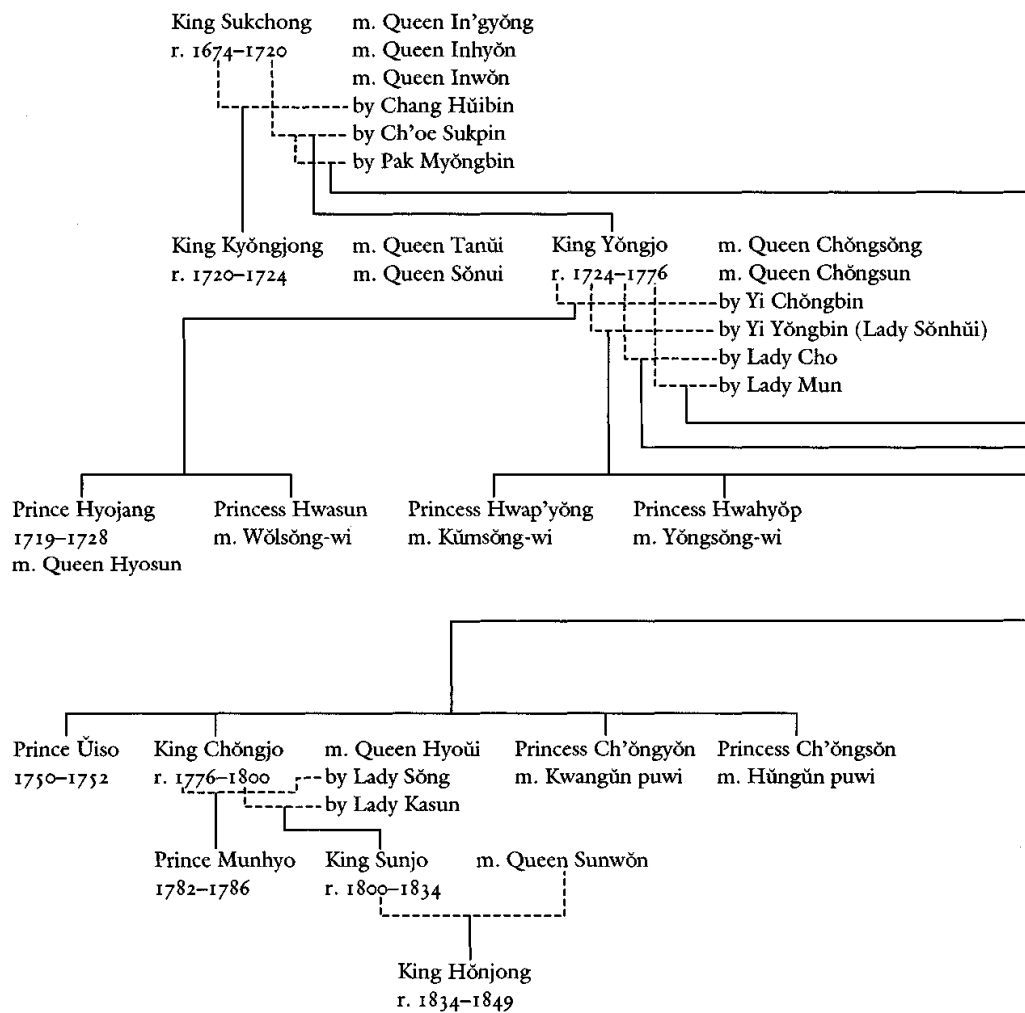 King Sukchong m. Queen In'gyŏng
r. 1674–1720 m. Queen Inhyŏn
m. Queen Inwŏn
by Chang Hŭibin
by Ch'oe Sukpin
by Pak Myŏngbin
King Kyŏngjong m. Queen Tanŭi King Yŏngjo m. Queen Chŏngsŏng
r. 1720–1724 m. Queen Sŏnui r. 1724–1776 m. Queen Chŏngsun
by Yi Chŏngbin
by Yi Yŏngbin (Lady Sŏnhŭi)
by Lady Cho
by Lady Mun
Prince Hyojang Princess Hwasun Princess Hwap'yŏng Princess Hwahyŏp
1719–1728 m. Wŏlsŏng-wi m. Kŭmsŏng-wi m. Yŏngsŏng-wi
m. Queen Hyosun
Prince Ŭiso King Chŏngjo m. Queen Hyoŭi Princess Ch'ŏngyŏn Princess Ch'ŏngsŏn
1750–1752 r. 1776–1800 by Lady Sŏng m. Kwangŭn puwi m. Hŭngŭn puwi
by Lady Kasun
Prince Munhyo King Sunjo m. Queen Sunwŏn
1782–1786 r. 1800–1834
King Hŏnjong
r. 1834–1849